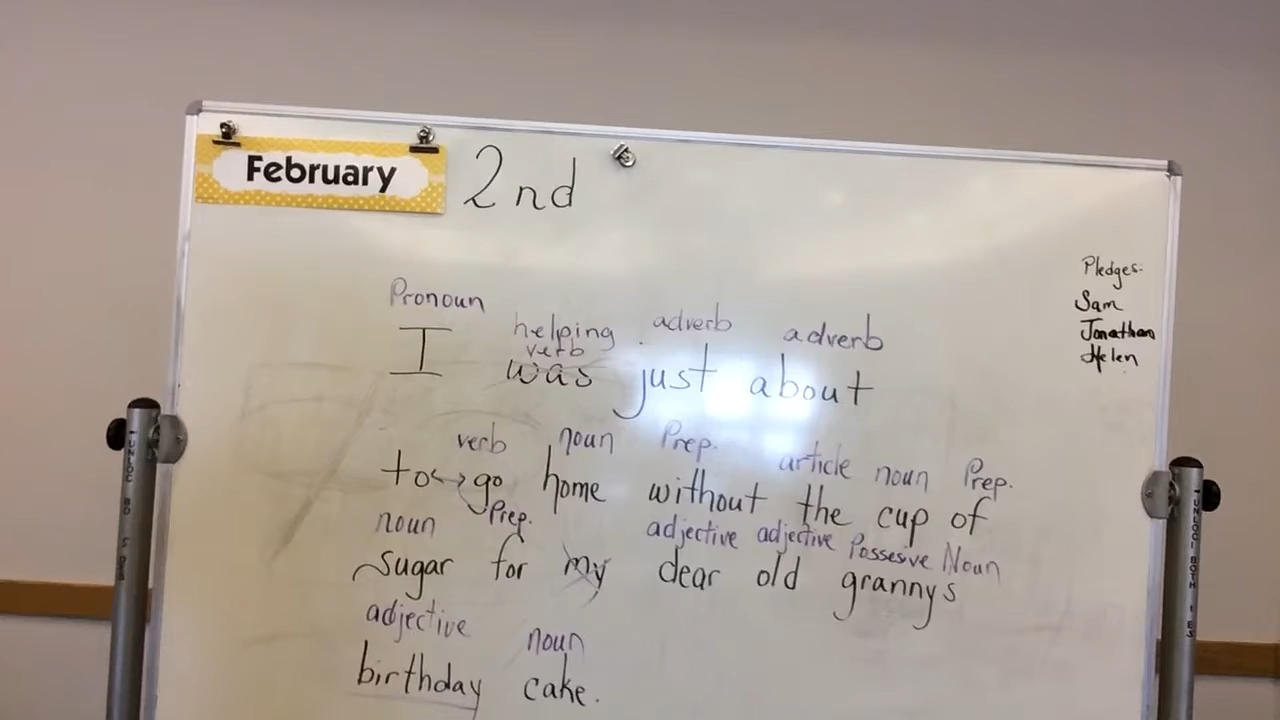 February 2nd
Pledges:
Sam
Jonathan
Helen
Pronoun helping verb adverb adverb
I was just about
verb noun Prep. article noun Prep.
to go home without the cup of
noun Prep. adjective adjective Possesive Noun
sugar for my dear old grannys
adjective noun
birthday cake.